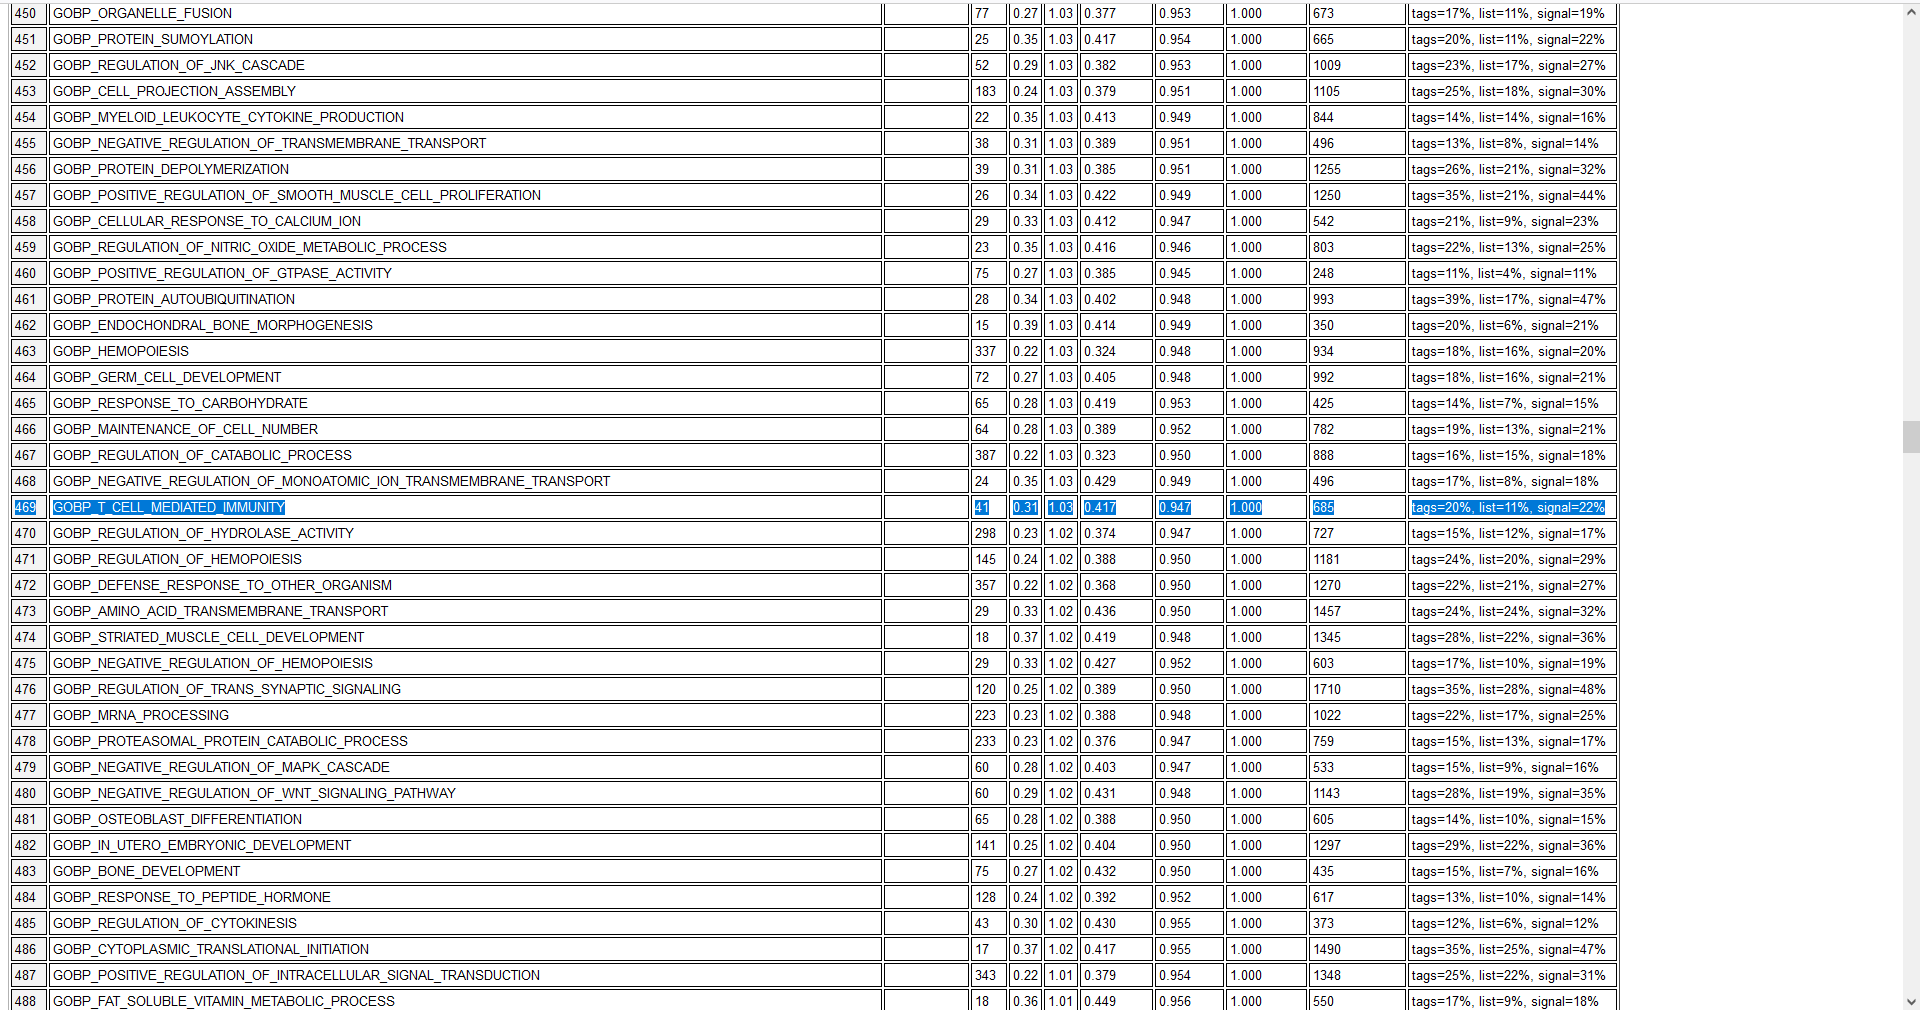 450 GOBP_ORGANELLE_FUSION 77 0.27 1.03 0.377 0.953 1.000 673 tags=17%, list=11%, signal=19%
451 GOBP_PROTEIN_SUMOYLATION 25 0.35 1.03 0.417 0.954 1.000 665 tags=20%, list=11%, signal=22%
452 GOBP_REGULATION_OF_JNK_CASCADE 52 0.29 1.03 0.382 0.953 1.000 1009 tags=23%, list=17%, signal=27%
453 GOBP_CELL_PROJECTION_ASSEMBLY 183 0.24 1.03 0.379 0.951 1.000 1105 tags=25%, list=18%, signal=30%
454 GOBP_MYELOID_LEUKOCYTE_CYTOKINE_PRODUCTION 22 0.35 1.03 0.413 0.949 1.000 844 tags=14%, list=14%, signal=16%
455 GOBP_NEGATIVE_REGULATION_OF_TRANSMEMBRANE_TRANSPORT 38 0.31 1.03 0.389 0.951 1.000 496 tags=13%, list=8%, signal=14%
456 GOBP_PROTEIN_DEPOLYMERIZATION 39 0.31 1.03 0.385 0.951 1.000 1255 tags=26%, list=21%, signal=32%
457 GOBP_POSITIVE_REGULATION_OF_SMOOTH_MUSCLE_CELL_PROLIFERATION 26 0.34 1.03 0.422 0.949 1.000 1250 tags=35%, list=21%, signal=44%
458 GOBP_CELLULAR_RESPONSE_TO_CALCIUM_ION 29 0.33 1.03 0.412 0.947 1.000 542 tags=21%, list=9%, signal=23%
459 GOBP_REGULATION_OF_NITRIC_OXIDE_METABOLIC_PROCESS 23 0.35 1.03 0.416 0.946 1.000 803 tags=22%, list=13%, signal=25%
460 GOBP_POSITIVE_REGULATION_OF_GTPASE_ACTIVITY 75 0.27 1.03 0.385 0.945 1.000 248 tags=11%, list=4%, signal=11%
461 GOBP_PROTEIN_AUTOUBIQUITINATION 28 0.34 1.03 0.402 0.948 1.000 993 tags=39%, list=17%, signal=47%
462 GOBP_ENDOCHONDRAL_BONE_MORPHOGENESIS 15 0.39 1.03 0.414 0.949 1.000 350 tags=20%, list=6%, signal=21%
463 GOBP_HEMOPOIESIS 337 0.22 1.03 0.324 0.948 1.000 934 tags=18%, list=16%, signal=20%
464 GOBP_GERM_CELL_DEVELOPMENT 72 0.27 1.03 0.405 0.948 1.000 992 tags=18%, list=16%, signal=21%
465 GOBP_RESPONSE_TO_CARBOHYDRATE 65 0.28 1.03 0.419 0.953 1.000 425 tags=14%, list=7%, signal=15%
466 GOBP_MAINTENANCE_OF_CELL_NUMBER 64 0.28 1.03 0.389 0.952 1.000 782 tags=19%, list=13%, signal=21%
467 GOBP_REGULATION_OF_CATABOLIC_PROCESS 387 0.22 1.03 0.323 0.950 1.000 888 tags=16%, list=15%, signal=18%
468 GOBP_NEGATIVE_REGULATION_OF_MONOATOMIC_ION_TRANSMEMBRANE_TRANSPORT 24 0.35 1.03 0.429 0.949 1.000 496 tags=17%, list=8%, signal=18%
469 GOBP_T_CELL_MEDIATED_IMMUNITY 41 0.31 1.03 0.417 0.947 1.000 685 tags=20%, list=11%, signal=22%
470 GOBP_REGULATION_OF_HYDROLASE_ACTIVITY 298 0.23 1.02 0.374 0.947 1.000 727 tags=15%, list=12%, signal=17%
471 GOBP_REGULATION_OF_HEMOPOIESIS 145 0.24 1.02 0.388 0.950 1.000 1181 tags=24%, list=20%, signal=29%
472 GOBP_DEFENSE_RESPONSE_TO_OTHER_ORGANISM 357 0.22 1.02 0.368 0.950 1.000 1270 tags=22%, list=21%, signal=27%
473 GOBP_AMINO_ACID_TRANSMEMBRANE_TRANSPORT 29 0.33 1.02 0.436 0.950 1.000 1457 tags=24%, list=24%, signal=32%
474 GOBP_STRIATED_MUSCLE_CELL_DEVELOPMENT 18 0.37 1.02 0.419 0.948 1.000 1345 tags=28%, list=22%, signal=36%
475 GOBP_NEGATIVE_REGULATION_OF_HEMOPOIESIS 29 0.33 1.02 0.427 0.952 1.000 603 tags=17%, list=10%, signal=19%
476 GOBP_REGULATION_OF_TRANS_SYNAPTIC_SIGNALING 120 0.25 1.02 0.389 0.950 1.000 1710 tags=35%, list=28%, signal=48%
477 GOBP_MRNA_PROCESSING 223 0.23 1.02 0.388 0.948 1.000 1022 tags=22%, list=17%, signal=25%
478 GOBP_PROTEASOMAL_PROTEIN_CATABOLIC_PROCESS 233 0.23 1.02 0.376 0.947 1.000 759 tags=15%, list=13%, signal=17%
479 GOBP_NEGATIVE_REGULATION_OF_MAPK_CASCADE 60 0.28 1.02 0.403 0.947 1.000 533 tags=15%, list=9%, signal=16%
480 GOBP_NEGATIVE_REGULATION_OF_WNT_SIGNALING_PATHWAY 60 0.29 1.02 0.431 0.948 1.000 1143 tags=28%, list=19%, signal=35%
481 GOBP_OSTEOBLAST_DIFFERENTIATION 65 0.28 1.02 0.388 0.950 1.000 605 tags=14%, list=10%, signal=15%
482 GOBP_IN_UTERO_EMBRYONIC_DEVELOPMENT 141 0.25 1.02 0.404 0.950 1.000 1297 tags=29%, list=22%, signal=36%
483 GOBP_BONE_DEVELOPMENT 75 0.27 1.02 0.432 0.950 1.000 435 tags=15%, list=7%, signal=16%
484 GOBP_RESPONSE_TO_PEPTIDE_HORMONE 128 0.24 1.02 0.392 0.952 1.000 617 tags=13%, list=10%, signal=14%
485 GOBP_REGULATION_OF_CYTOKINESIS 43 0.30 1.02 0.430 0.955 1.000 373 tags=12%, list=6%, signal=12%
486 GOBP_CYTOPLASMIC_TRANSLATIONAL_INITIATION 17 0.37 1.02 0.417 0.955 1.000 1490 tags=35%, list=25%, signal=47%
487 GOBP_POSITIVE_REGULATION_OF_INTRACELLULAR_SIGNAL_TRANSDUCTION 343 0.22 1.01 0.379 0.954 1.000 1348 tags=25%, list=22%, signal=31%
488 GOBP_FAT_SOLUBLE_VITAMIN_METABOLIC_PROCESS 18 0.36 1.01 0.449 0.956 1.000 550 tags=17%, list=9%, signal=18%